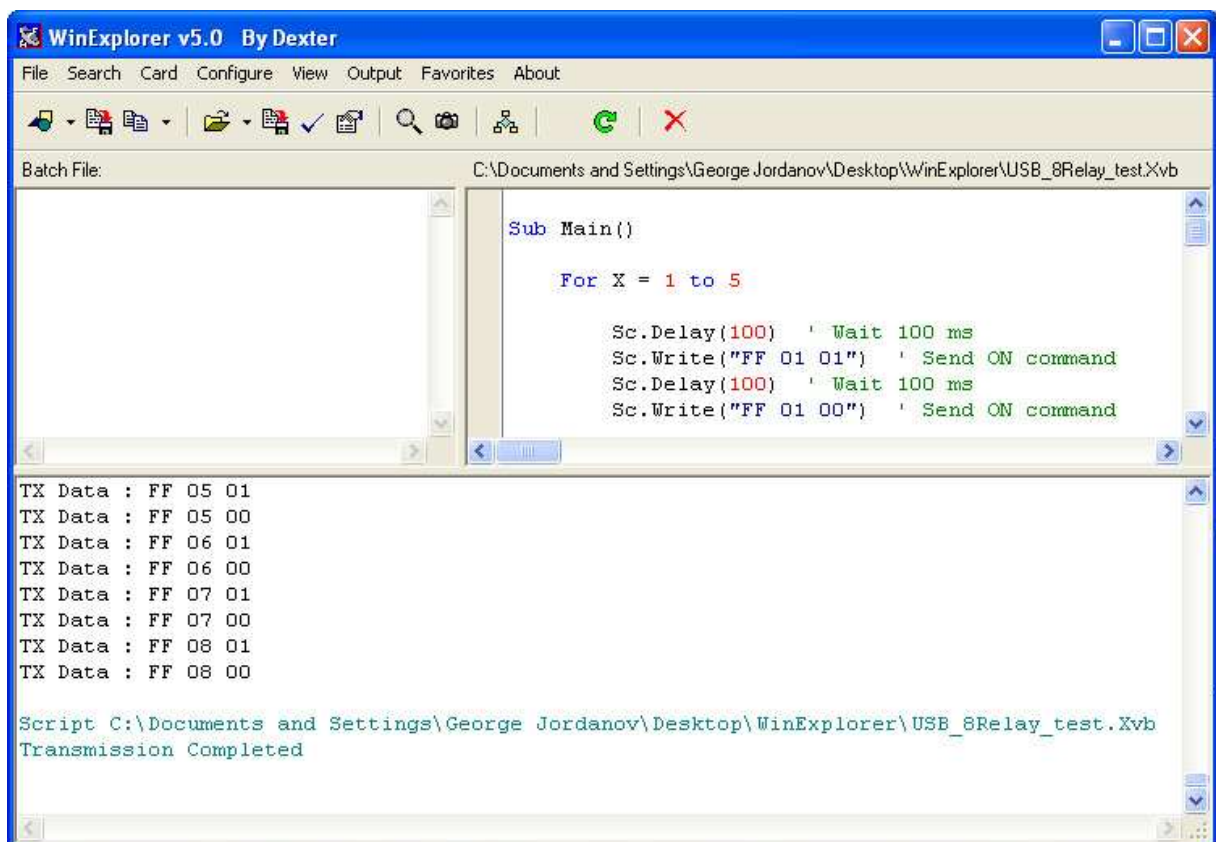 WinExplorer v5.0 By Dexter
File Search Card Configure View Output Favorites About
Batch File:
C:\Documents and Settings\George Jordanov\Desktop\\WinExplorer\USB_8Relay_test.Xvb
Sub Main()
For X = 1 to 5
Sc.Delay(100) ' Wait 100 ms
Sc.Write("FF 01 01") ' Send ON command
Sc.Delay(100) ' Wait 100 ms
Sc.Write("FF 01 00") ' Send ON command
TX Data : FF 05 01
TX Data : FF 05 00
TX Data : FF 06 01
TX Data : FF 06 00
TX Data : FF 07 01
TX Data : FF 07 00
TX Data : FF 08 01
TX Data : FF 08 00
Script C:\Documents and Settings\George Jordanov\Desktop\WinExplorer\USB_8Relay_test.Xvb
Transmission Completed